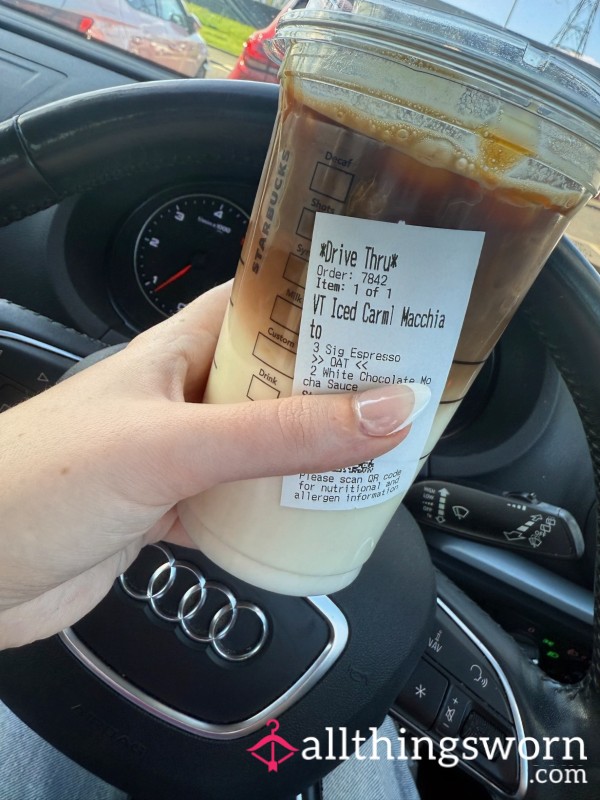 STARBUCKS
Decaf
Shots
Custom
Drink
*Drive Thru*
Order: 7842
Item: 1 of 1
VT Iced Carml Macchia
to
3 Sig Espresso
>> OAT <<
2 White Chocolate Mo
cha Sauce
Please scan QR code
for nutritional and
allergen information
NAV
allthingsworn
.com